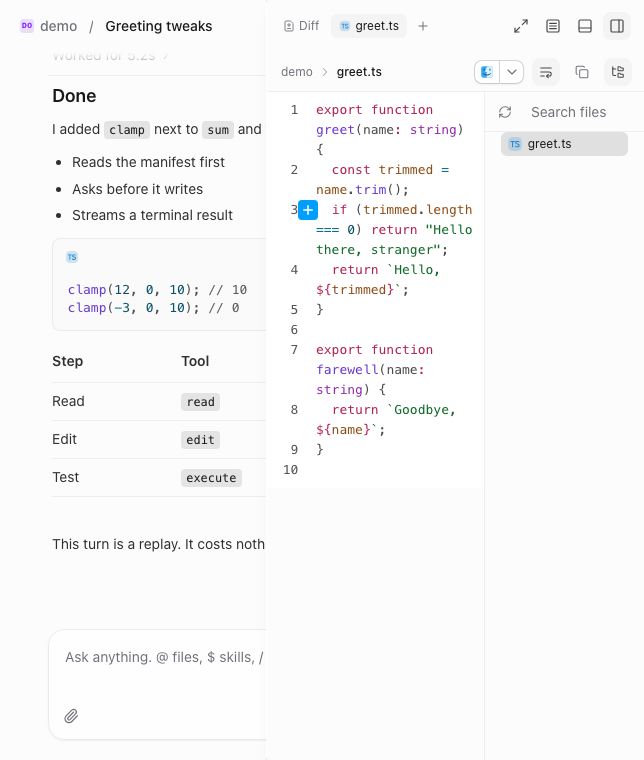 DO demo / Greeting tweaks
Worked for 5.2s
Done
I added clamp next to sum and
Reads the manifest first
Asks before it writes
Streams a terminal result
TS
clamp(12, 0, 10); // 10
clamp(−3, 0, 10); // 0
Step Tool
Read read
Edit edit
Test execute
This turn is a replay. It costs noth
Ask anything. @ files, $ skills, /
Diff TS greet.ts
demo > greet.ts
1 export function
greet(name: string)
{
2 const trimmed =
name.trim();
3 if (trimmed.length
=== 0) return "Hello
there, stranger";
4 return `Hello,
${trimmed}`;
5 }
6
7 export function
farewell(name:
string) {
8 return `Goodbye,
${name}`;
9 }
10
Search files
TS greet.ts